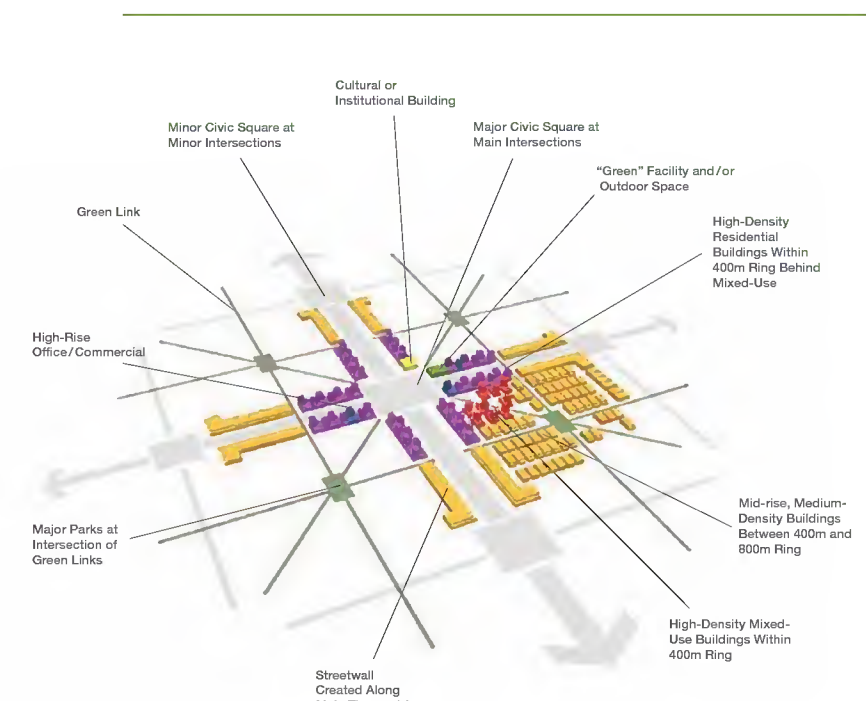 Cultural or
Institutional Building
Minor Civic Square at
Minor Intersections
Major Civic Square at
Main Intersections
“Green” Facility and/or
Outdoor Space
Green Link
High-Density
Residential
Buildings Within
400m Ring Behind
Mixed-Use
High-Rise
Office/Commercial
Major Parks at
Intersection of
Green Links
Mid-rise, Medium-
Density Buildings
Between 400m and
800m Ring
High-Density Mixed-
Use Buildings Within
400m Ring
Streetwall
Created Along